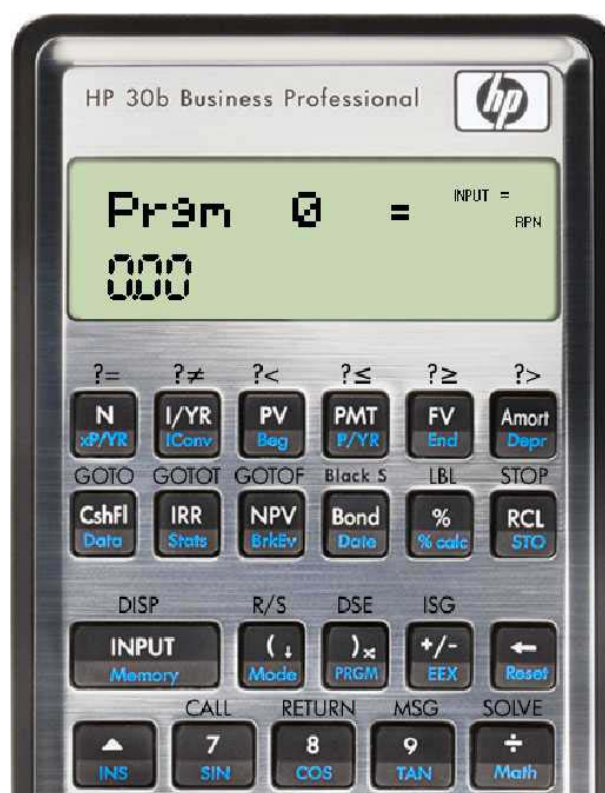 HP 30b Business Professional
hp
Prgm 0 = INPUT =
RPN
0.00
?= ?≠ ?< ?≤ ?≥ ?>
N I/YR PV PMT FV Amort
xP/YR IConv Beg P/YR End Depr
GOTO GOTOT GOTOF Black S LBL STOP
CshFl IRR NPV Bond % RCL
Data Stats BrkEv Date % calc STO
DISP R/S DSE ISG
INPUT ( ↓ )⤨ +/- ←
Memory Mode PRGM EEX Reset
CALL RETURN MSG SOLVE
▲ 7 8 9 ÷
INS SIN COS TAN Math